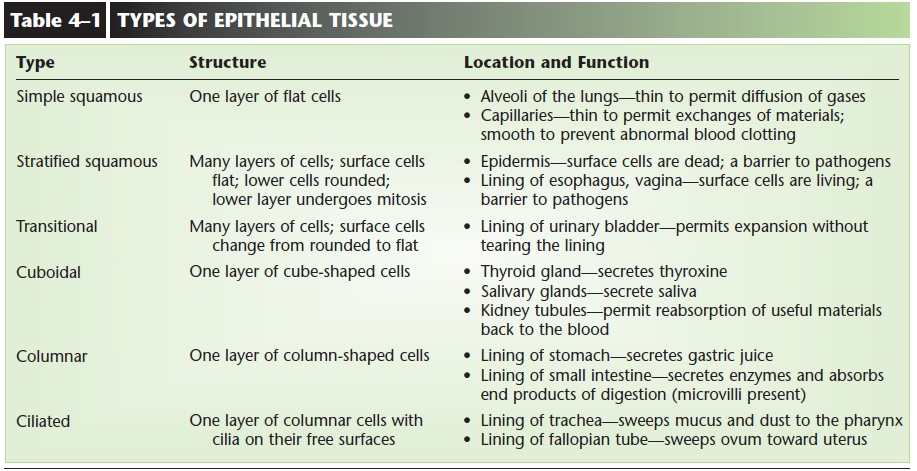 Table 4–1 TYPES OF EPITHELIAL TISSUE
Type Structure Location and Function
Simple squamous One layer of flat cells • Alveoli of the lungs—thin to permit diffusion of gases
• Capillaries—thin to permit exchanges of materials;
smooth to prevent abnormal blood clotting
Stratified squamous Many layers of cells; surface cells • Epidermis—surface cells are dead; a barrier to pathogens
flat; lower cells rounded; • Lining of esophagus, vagina—surface cells are living; a
lower layer undergoes mitosis barrier to pathogens
Transitional Many layers of cells; surface cells • Lining of urinary bladder—permits expansion without
change from rounded to flat tearing the lining
Cuboidal One layer of cube-shaped cells • Thyroid gland—secretes thyroxine
• Salivary glands—secrete saliva
• Kidney tubules—permit reabsorption of useful materials
back to the blood
Columnar One layer of column-shaped cells • Lining of stomach—secretes gastric juice
• Lining of small intestine—secretes enzymes and absorbs
end products of digestion (microvilli present)
Ciliated One layer of columnar cells with • Lining of trachea—sweeps mucus and dust to the pharynx
cilia on their free surfaces • Lining of fallopian tube—sweeps ovum toward uterus